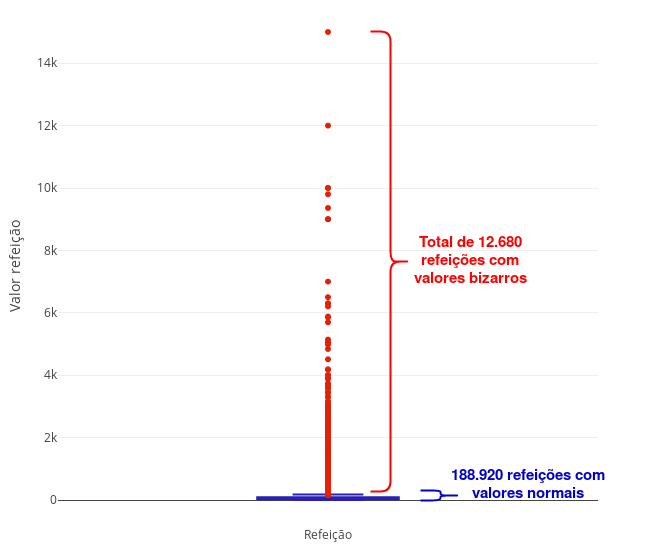 14k
12k
10k
8k
6k
4k
2k
0
Valor refeição
Refeição
Total de 12.680
refeições com
valores bizarros
188.920 refeições com
valores normais